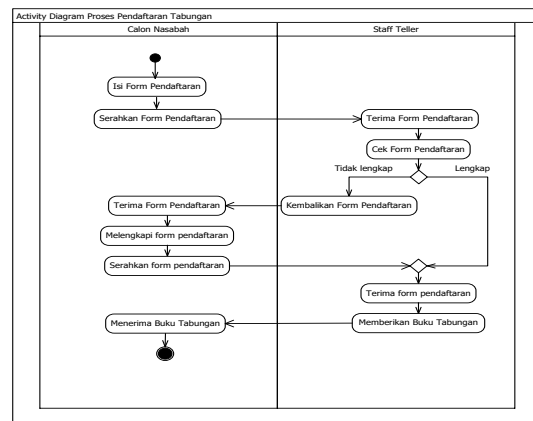 Activity Diagram Proses Pendaftaran Tabungan
Calon Nasabah
Staff Teller
Isi Form Pendaftaran
Serahkan Form Pendaftaran
Terima Form Pendaftaran
Cek Form Pendaftaran
Tidak lengkap
Lengkap
Kembalikan Form Pendaftaran
Terima Form Pendaftaran
Melengkapi form pendaftaran
Serahkan form pendaftaran
Terima form pendaftaran
Memberikan Buku Tabungan
Menerima Buku Tabungan